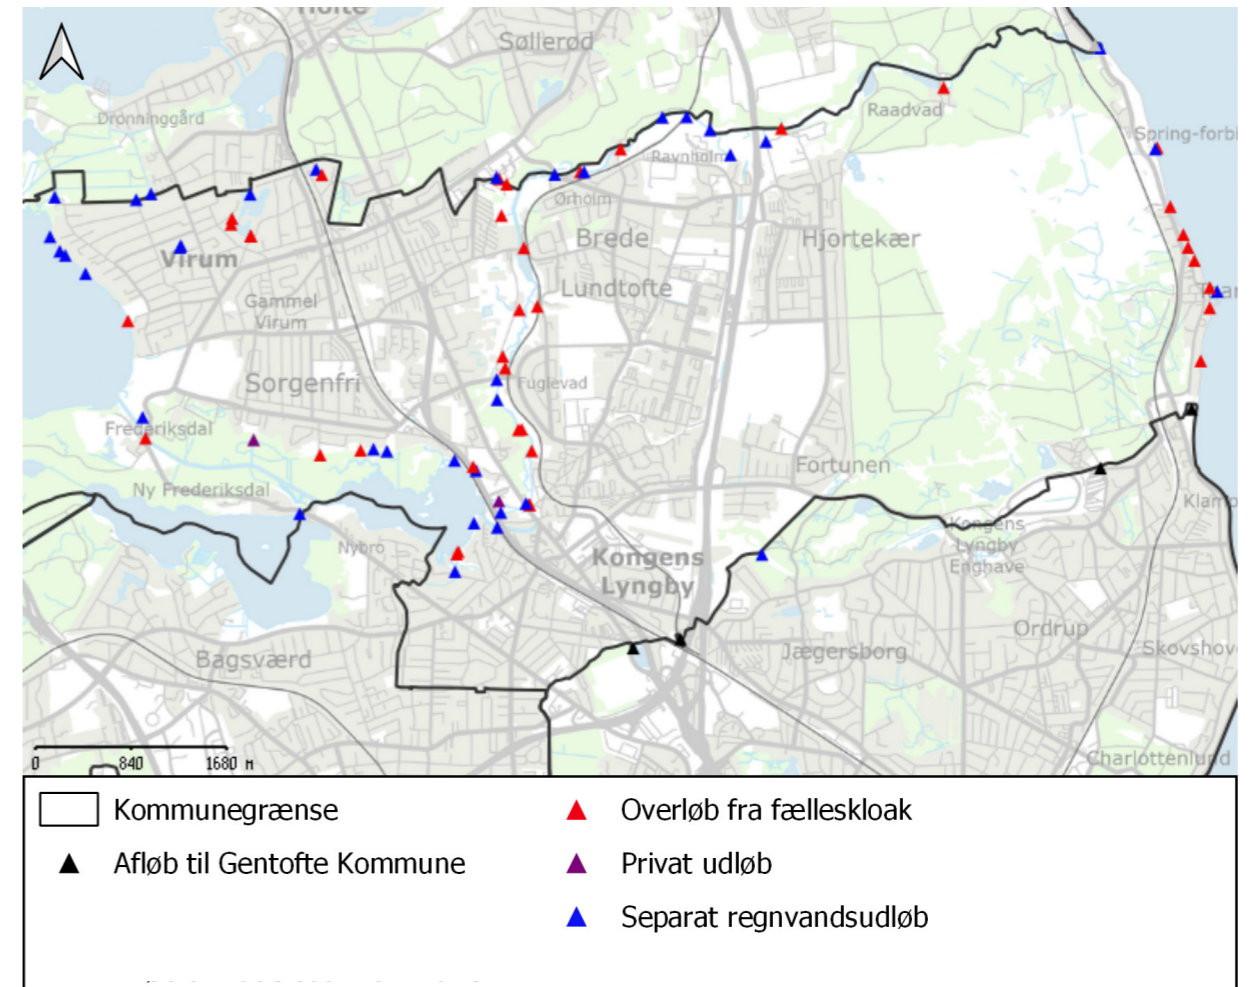 Holte
Søllerød
Dronninggård
Raadvad
Spring-forbi
Ravnholm
Ørholm
Brede
Hjortekær
Virum
Lundtofte
Gammel
Virum
Sorgenfri
Fuglevad
Frederiksdal
Fortunen
Ny Frederiksdal
Nybro
Kongens
Lyngby
Kongens
Lyngby
Enghave
Ordrup
Skovshov
Bagsværd
Jægersborg
Charlottenlund
0 840 1680 M
Kommunegrænse
Afløb til Gentofte Kommune
Overløb fra fælleskloak
Privat udløb
Separat regnvandsudløb